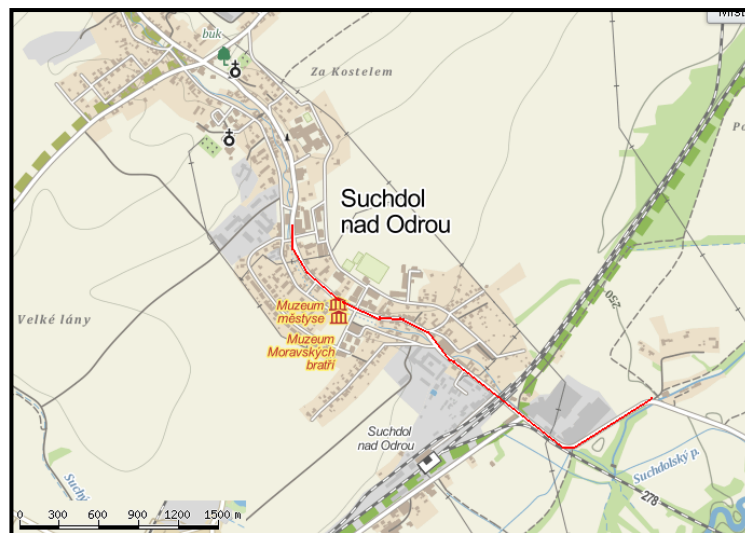 buk
Za Kostelem
Suchdol
nad Odrou
Muzeum
městyse
Muzeum
Moravských
bratří
Velké lány
250
Suchdol
nad Odrou
Suchdolský p.
278
Suchý
0 300 600 900 1200 1500 m